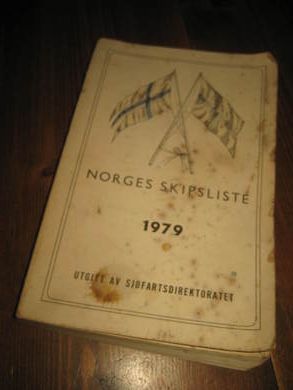 NORGES SKIPSLISTE
1979
UTGITT AV SJØFARTSDIREKTORATET